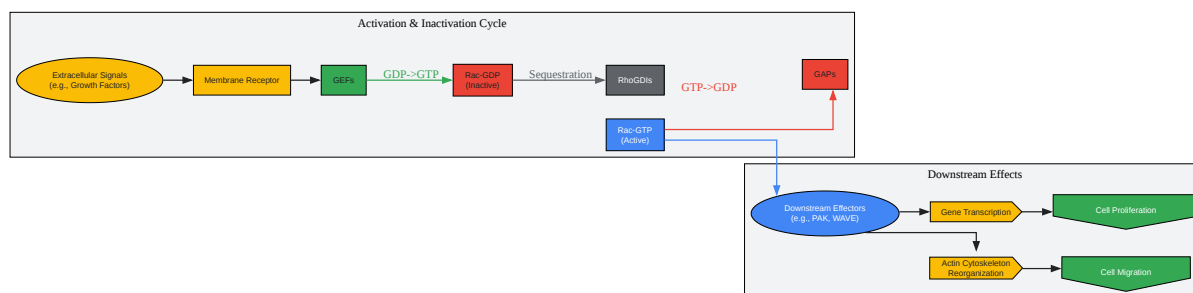 Activation & Inactivation Cycle
Extracellular Signals
(e.g., Growth Factors)
Membrane Receptor
GEFs
GDP->GTP
Rac-GDP
(Inactive)
Sequestration
RhoGDIs
GTP->GDP
GAPs
Rac-GTP
(Active)
Downstream Effects
Downstream Effectors
(e.g., PAK, WAVE)
Gene Transcription
Cell Proliferation
Actin Cytoskeleton
Reorganization
Cell Migration